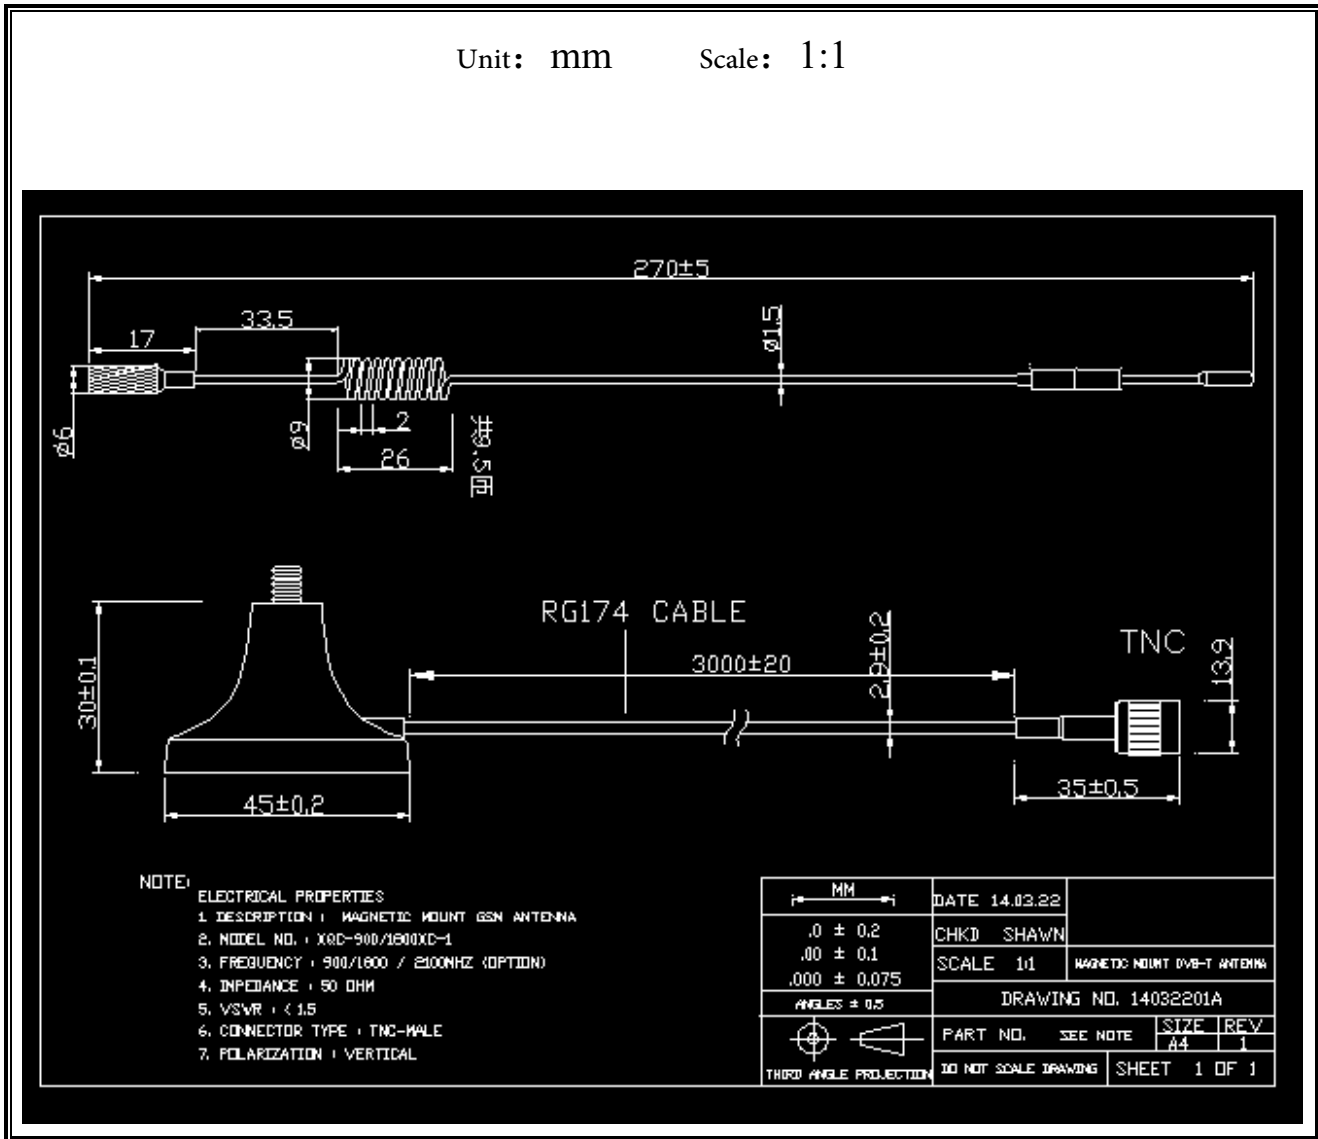 Unit: mm Scale: 1:1
270±5
33.5
17
ø1.5
ø6
ø9
2
26
共9.5匝
RG174 CABLE
TNC
3000±20
2.9±0.2
13.9
30±0.1
35±0.5
45±0.2
NOTE:
ELECTRICAL PROPERTIES
1. DESCRIPTION : MAGNETIC MOUNT GSM ANTENNA
2. MODEL NO. : XQC-900/1800XC-1
3. FREQUENCY : 900/1800 / 2100MHZ (OPTION)
4. IMPEDANCE : 50 OHM
5. VSWR : < 1.5
6. CONNECTOR TYPE : TNC-MALE
7. POLARIZATION : VERTICAL
MM
.0 ± 0.2
.00 ± 0.1
.000 ± 0.075
ANGLES ± 0.5
THIRD ANGLE PROJECTION
DATE 14.03.22
CHKD SHAWN
SCALE 1:1
MAGNETIC MOUNT DVB-T ANTENNA
DRAWING NO. 14032201A
PART NO. SEE NOTE
SIZE A4
REV 1
DO NOT SCALE DRAWING
SHEET 1 OF 1